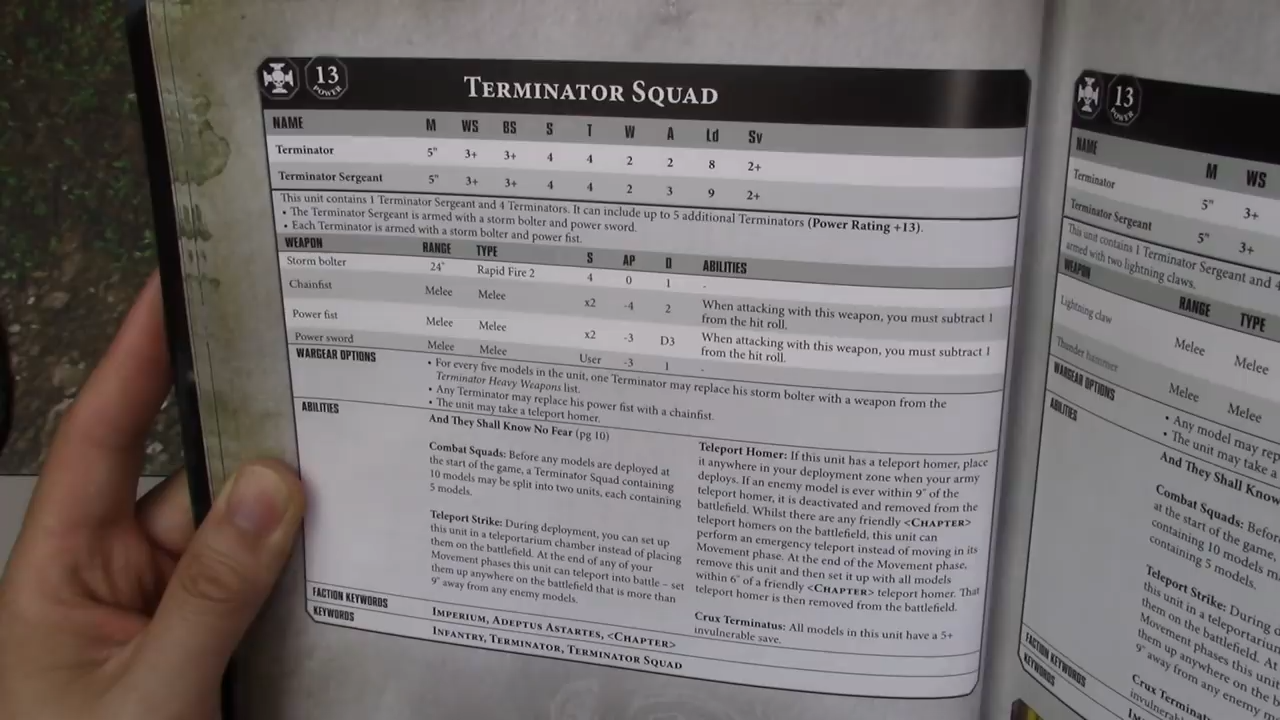 13
POWER
TERMINATOR SQUAD
NAME M WS BS S T W A Ld Sv
Terminator 5" 3+ 3+ 4 4 2 2 8 2+
Terminator Sergeant 5" 3+ 3+ 4 4 2 3 9 2+
This unit contains 1 Terminator Sergeant and 4 Terminators. It can include up to 5 additional Terminators (Power Rating +13).
• The Terminator Sergeant is armed with a storm bolter and power sword.
• Each Terminator is armed with a storm bolter and power fist.
WEAPON RANGE TYPE S AP D ABILITIES
Storm bolter 24" Rapid Fire 2 4 0 1 -
Chainfist Melee Melee x2 -4 2 When attacking with this weapon, you must subtract 1
from the hit roll.
Power fist Melee Melee x2 -3 D3 When attacking with this weapon, you must subtract 1
from the hit roll.
Power sword Melee Melee User -3 1 -
WARGEAR OPTIONS • For every five models in the unit, one Terminator may replace his storm bolter with a weapon from the
Terminator Heavy Weapons list.
• Any Terminator may replace his power fist with a chainfist.
• The unit may take a teleport homer.
ABILITIES
And They Shall Know No Fear (pg 10)
Combat Squads: Before any models are deployed at
the start of the game, a Terminator Squad containing
10 models may be split into two units, each containing
5 models.
Teleport Strike: During deployment, you can set up
this unit in a teleportarium chamber instead of placing
them on the battlefield. At the end of any of your
Movement phases this unit can teleport into battle – set
them up anywhere on the battlefield that is more than
9" away from any enemy models.
Teleport Homer: If this unit has a teleport homer, place
it anywhere in your deployment zone when your army
deploys. If an enemy model is ever within 9" of the
teleport homer, it is deactivated and removed from the
battlefield. Whilst there are any friendly <CHAPTER>
teleport homers on the battlefield, this unit can
perform an emergency teleport instead of moving in its
Movement phase. At the end of the Movement phase,
remove this unit and then set it up with all models
within 6" of a friendly <CHAPTER> teleport homer. That
teleport homer is then removed from the battlefield.
Crux Terminatus: All models in this unit have a 5+
invulnerable save.
FACTION KEYWORDS IMPERIUM, ADEPTUS ASTARTES, <CHAPTER>
KEYWORDS INFANTRY, TERMINATOR, TERMINATOR SQUAD
13
POWER
NAME M WS
Terminator 5" 3+
Terminator Sergeant 5" 3+
This unit contains 1 Terminator Sergeant and 4
armed with two lightning claws.
WEAPON RANGE TYPE
Lightning claw Melee Melee
Thunder hammer Melee Melee
WARGEAR OPTIONS • Any model may rep
• The unit may take a
ABILITIES And They Shall Know
Combat Squads: Befor
at the start of the game,
containing 10 models m
containing 5 models.
Teleport Strike: During
deployment, you can set
this unit in a teleportariu
them on the battlefield. At
Movement phases this unit
them up anywhere on the
9" away from any enemy m
Crux Terminat
invulnerable
FACTION KEYWORDS
KEYWORDS